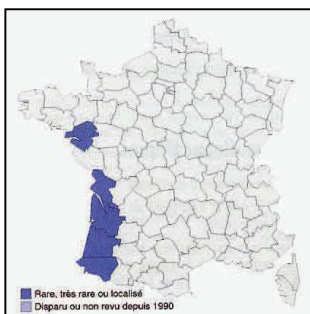 Rare, très rare ou localisé
Disparu ou non revu depuis 1990